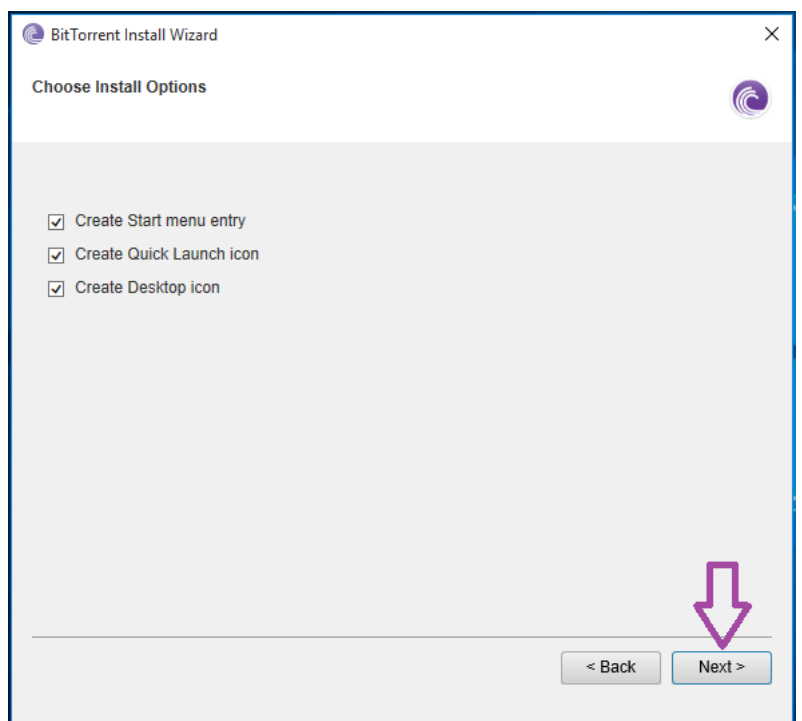 BitTorrent Install Wizard
Choose Install Options
Create Start menu entry
Create Quick Launch icon
Create Desktop icon
< Back
Next >